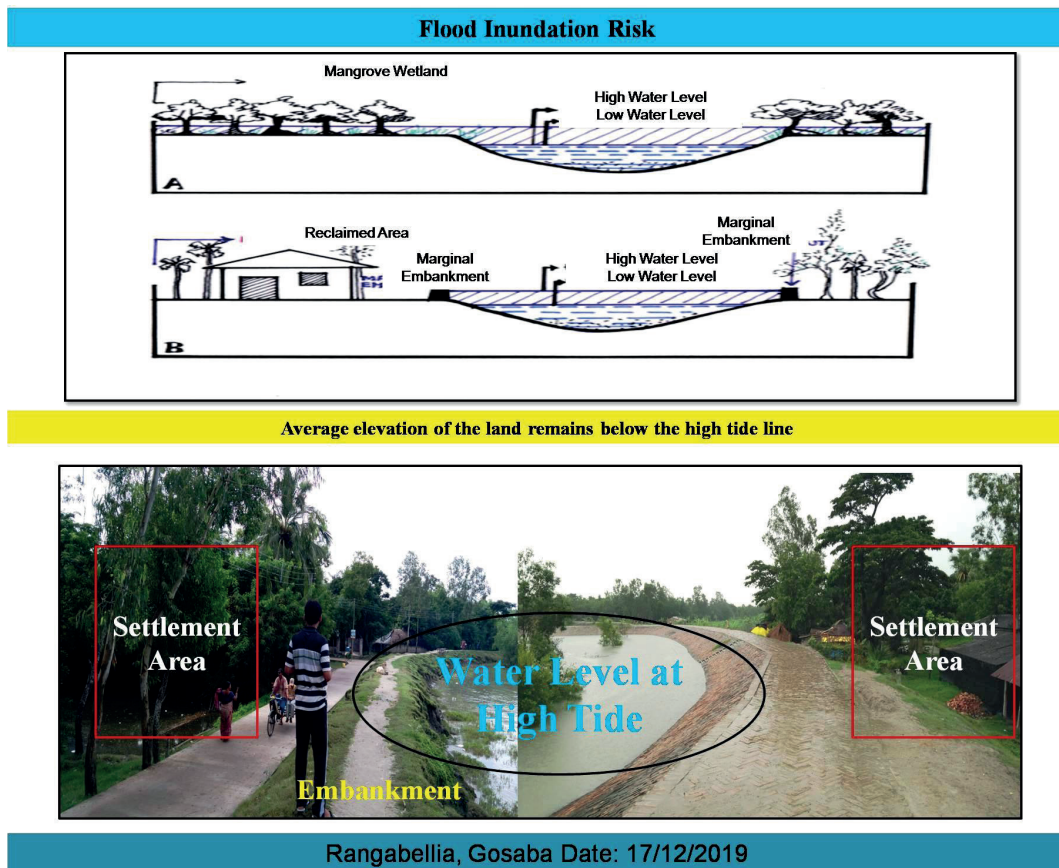 Flood Inundation Risk
Mangrove Wetland
High Water Level
Low Water Level
A
Reclaimed Area
Marginal
Embankment
High Water Level
Low Water Level
Marginal
Embankment
B
Average elevation of the land remains below the high tide line
Settlement
Area
Water Level at
High Tide
Settlement
Area
Embankment
Rangabellia, Gosaba Date: 17/12/2019